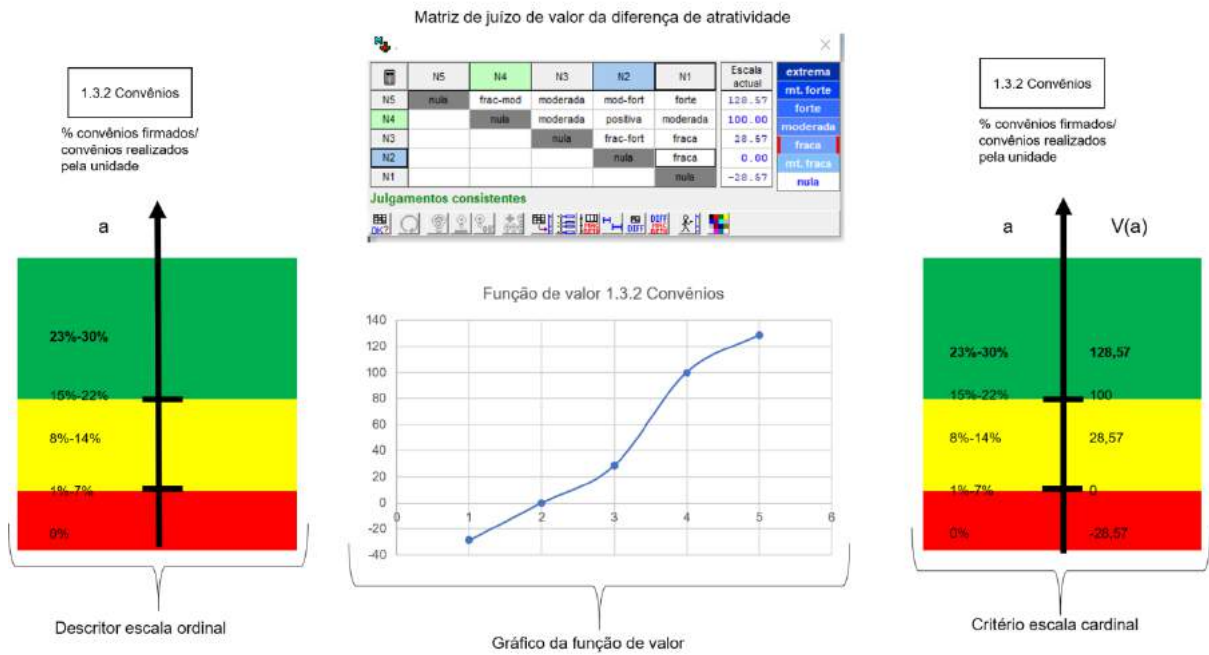 Matriz de juízo de valor da diferença de atratividade
1.3.2 Convênios
% convênios firmados/
convênios realizados
pela unidade
a
23%-30%
15%-22%
8%-14%
1%-7%
0%
Descritor escala ordinal
N5 N4 N3 N2 N1 Escala actual
N5 nula frac-mod moderada mod-fort forte 128.57
N4 nula moderada positiva moderada 100.00
N3 nula frac-fort fraca 28.57
N2 nula fraca 0.00
N1 nula -28.57
extrema
mt. forte
forte
moderada
fraca
mt. fraca
nula
Julgamentos consistentes
OK?
DIFF
DIFF
Função de valor 1.3.2 Convênios
140
120
100
80
60
40
20
0
-20
-40
0 1 2 3 4 5 6
Gráfico da função de valor
1.3.2 Convênios
% convênios firmados/
convênios realizados
pela unidade
a V(a)
23%-30% 128,57
15%-22% 100
8%-14% 28,57
1%-7% 0
0% -28,57
Critério escala cardinal